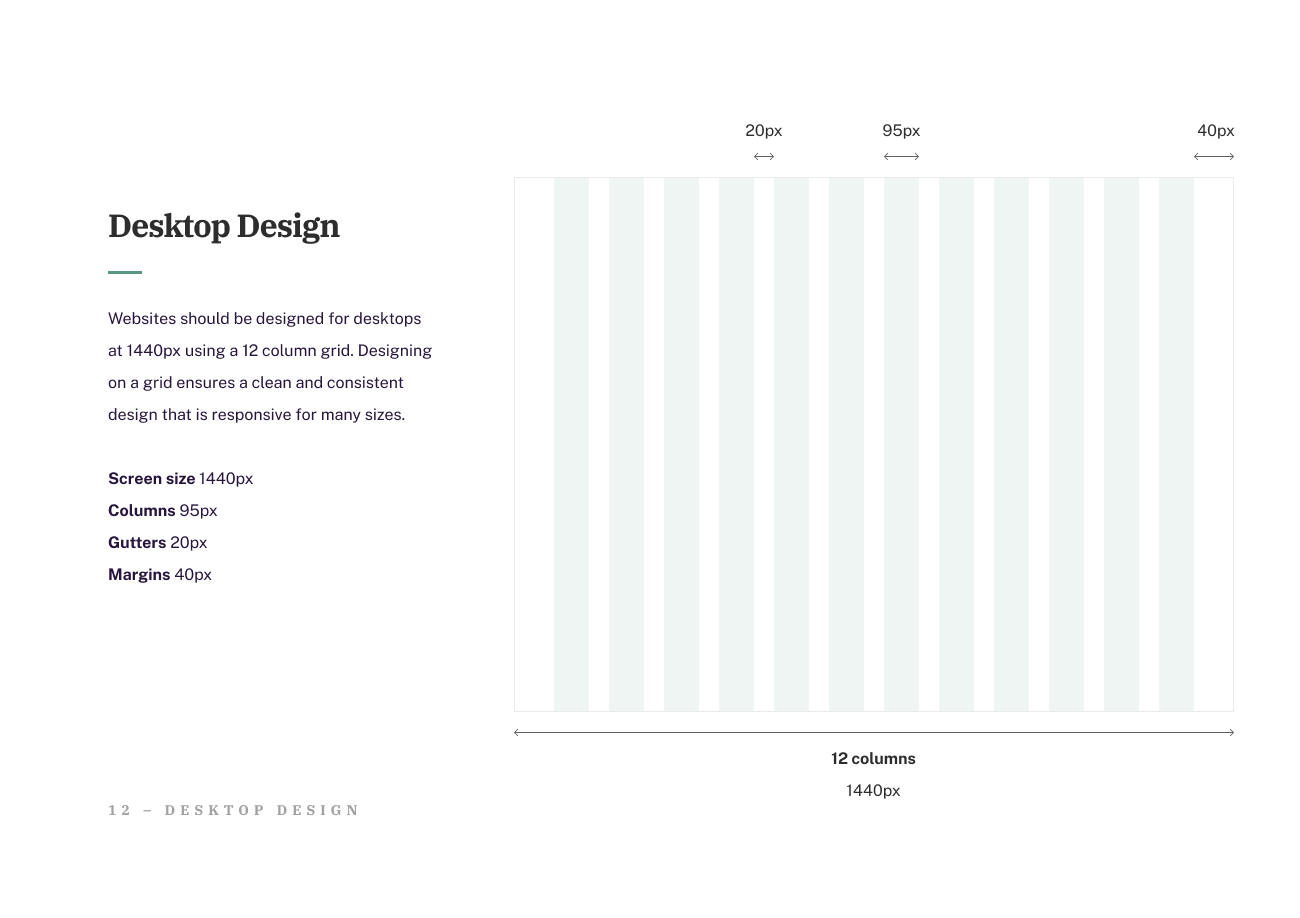 20px
95px
40px
Desktop Design
Websites should be designed for desktops
at 1440px using a 12 column grid. Designing
on a grid ensures a clean and consistent
design that is responsive for many sizes.
Screen size 1440px
Columns 95px
Gutters 20px
Margins 40px
12 columns
1440px
12 – DESKTOP DESIGN